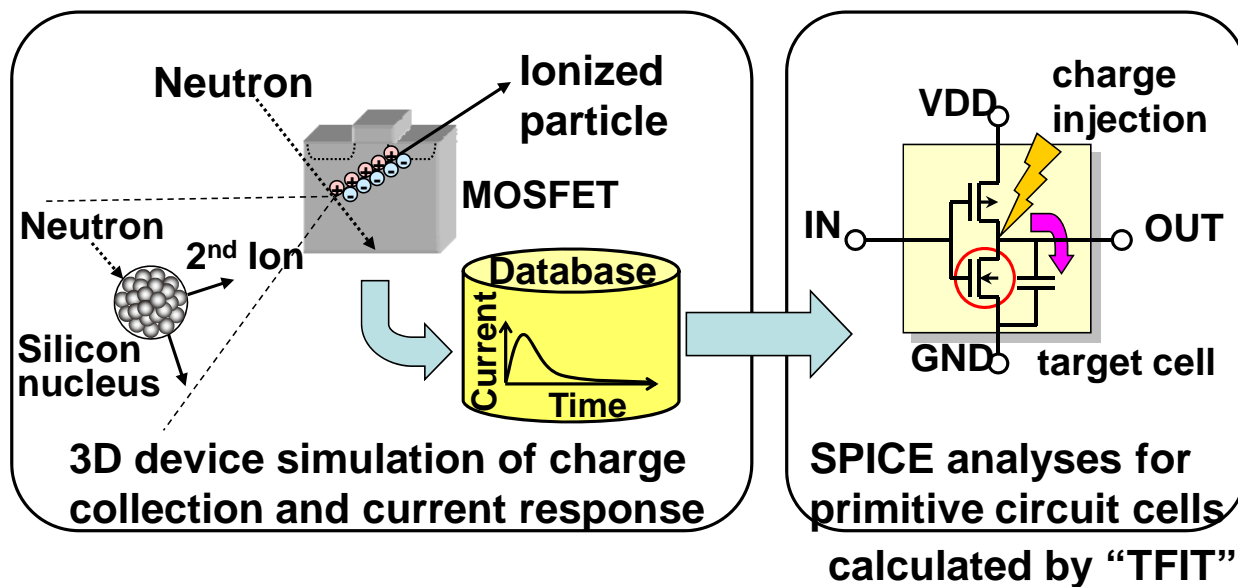 Neutron
Ionized
particle
MOSFET
Neutron
2nd Ion
Silicon
nucleus
Database
Current
Time
3D device simulation of charge
collection and current response
charge
injection
VDD
IN
OUT
GND
target cell
SPICE analyses for
primitive circuit cells
calculated by “TFIT”